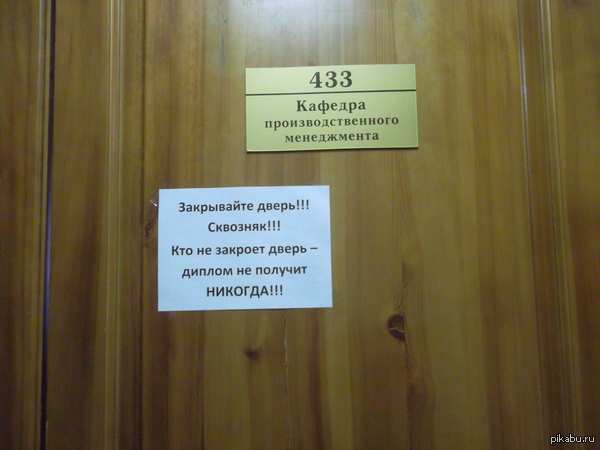 433
Кафедра
производственного
менеджмента
Закрывайте дверь!!!
Сквозняк!!!
Кто не закроет дверь –
диплом не получит
НИКОГДА!!!
pikabu.ru